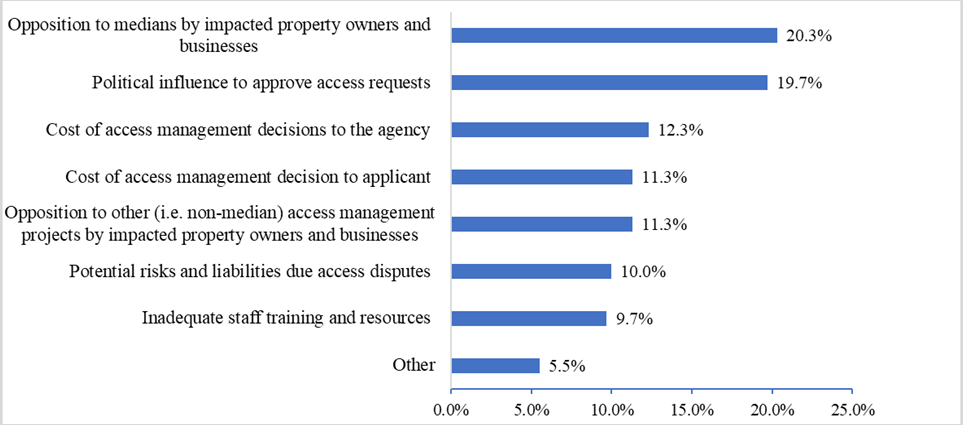 Opposition to medians by impacted property owners and
businesses
20.3%
Political influence to approve access requests
19.7%
Cost of access management decisions to the agency
12.3%
Cost of access management decision to applicant
11.3%
Opposition to other (i.e. non-median) access management
projects by impacted property owners and businesses
11.3%
Potential risks and liabilities due access disputes
10.0%
Inadequate staff training and resources
9.7%
Other
5.5%
0.0% 5.0% 10.0% 15.0% 20.0% 25.0%